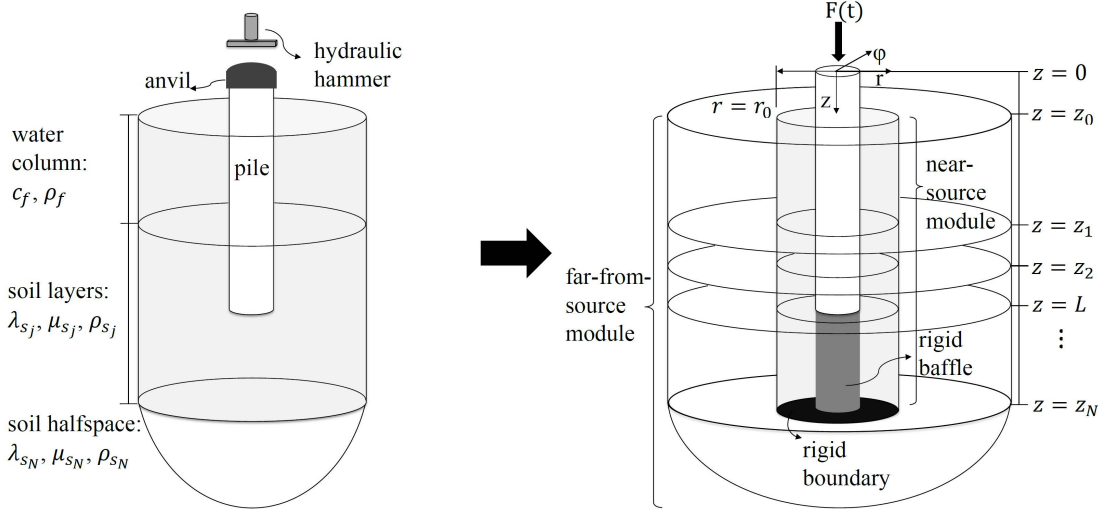 hydraulic
hammer
anvil
water
column:
c_f, ρ_f
pile
soil layers:
λ_{s_j}, μ_{s_j}, ρ_{s_j}
soil halfspace:
λ_{s_N}, μ_{s_N}, ρ_{s_N}
F(t)
φ
r
z
r = r_0
z = 0
z = z_0
near-
source
module
z = z_1
z = z_2
far-from-
source
module
z = L
⋮
rigid
baffle
z = z_N
rigid
boundary